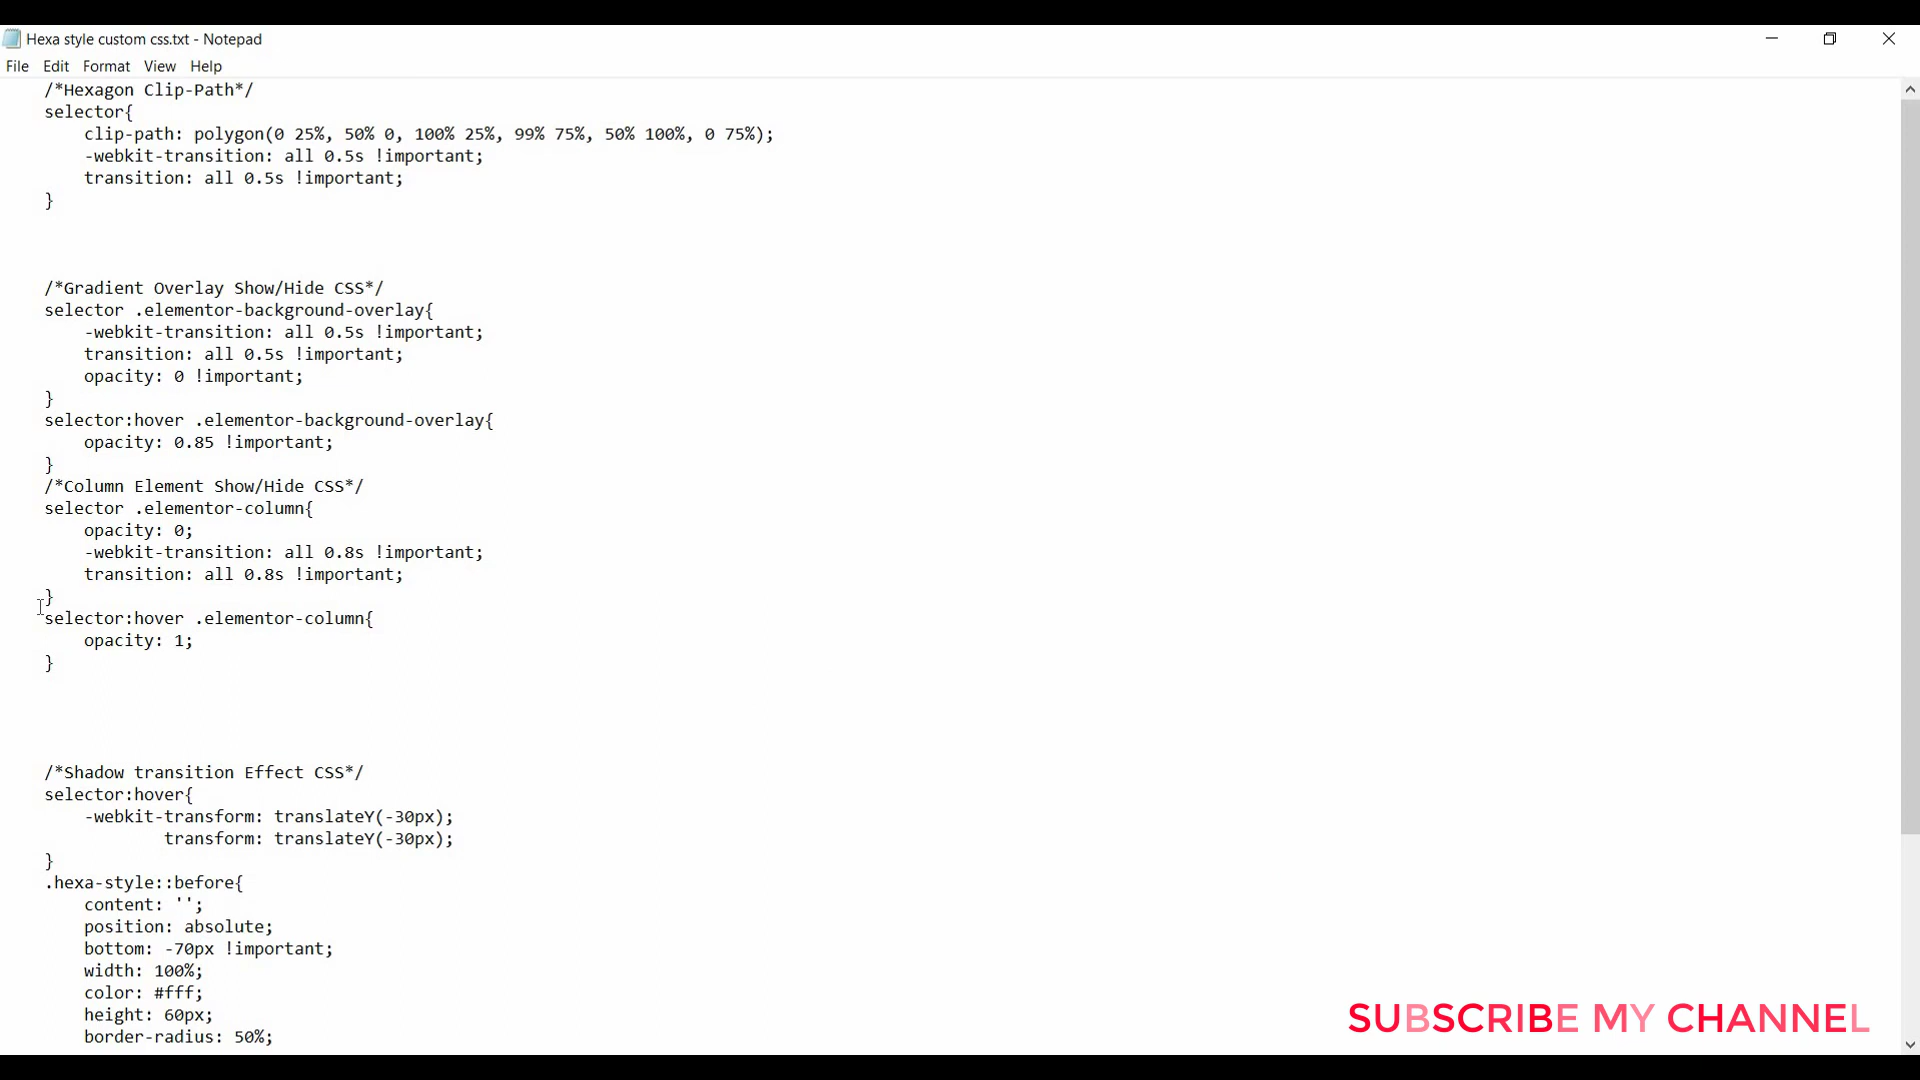 Hexa style custom css.txt - Notepad
File Edit Format View Help
/*Hexagon Clip-Path*/
selector{
    clip-path: polygon(0 25%, 50% 0, 100% 25%, 99% 75%, 50% 100%, 0 75%);
    -webkit-transition: all 0.5s !important;
    transition: all 0.5s !important;
}
/*Gradient Overlay Show/Hide CSS*/
selector .elementor-background-overlay{
    -webkit-transition: all 0.5s !important;
    transition: all 0.5s !important;
    opacity: 0 !important;
}
selector:hover .elementor-background-overlay{
    opacity: 0.85 !important;
}
/*Column Element Show/Hide CSS*/
selector .elementor-column{
    opacity: 0;
    -webkit-transition: all 0.8s !important;
    transition: all 0.8s !important;
}
selector:hover .elementor-column{
    opacity: 1;
}
/*Shadow transition Effect CSS*/
selector:hover{
    -webkit-transform: translateY(-30px);
            transform: translateY(-30px);
}
.hexa-style::before{
    content: '';
    position: absolute;
    bottom: -70px !important;
    width: 100%;
    color: #fff;
    height: 60px;
    border-radius: 50%;
SUBSCRIBE MY CHANNEL